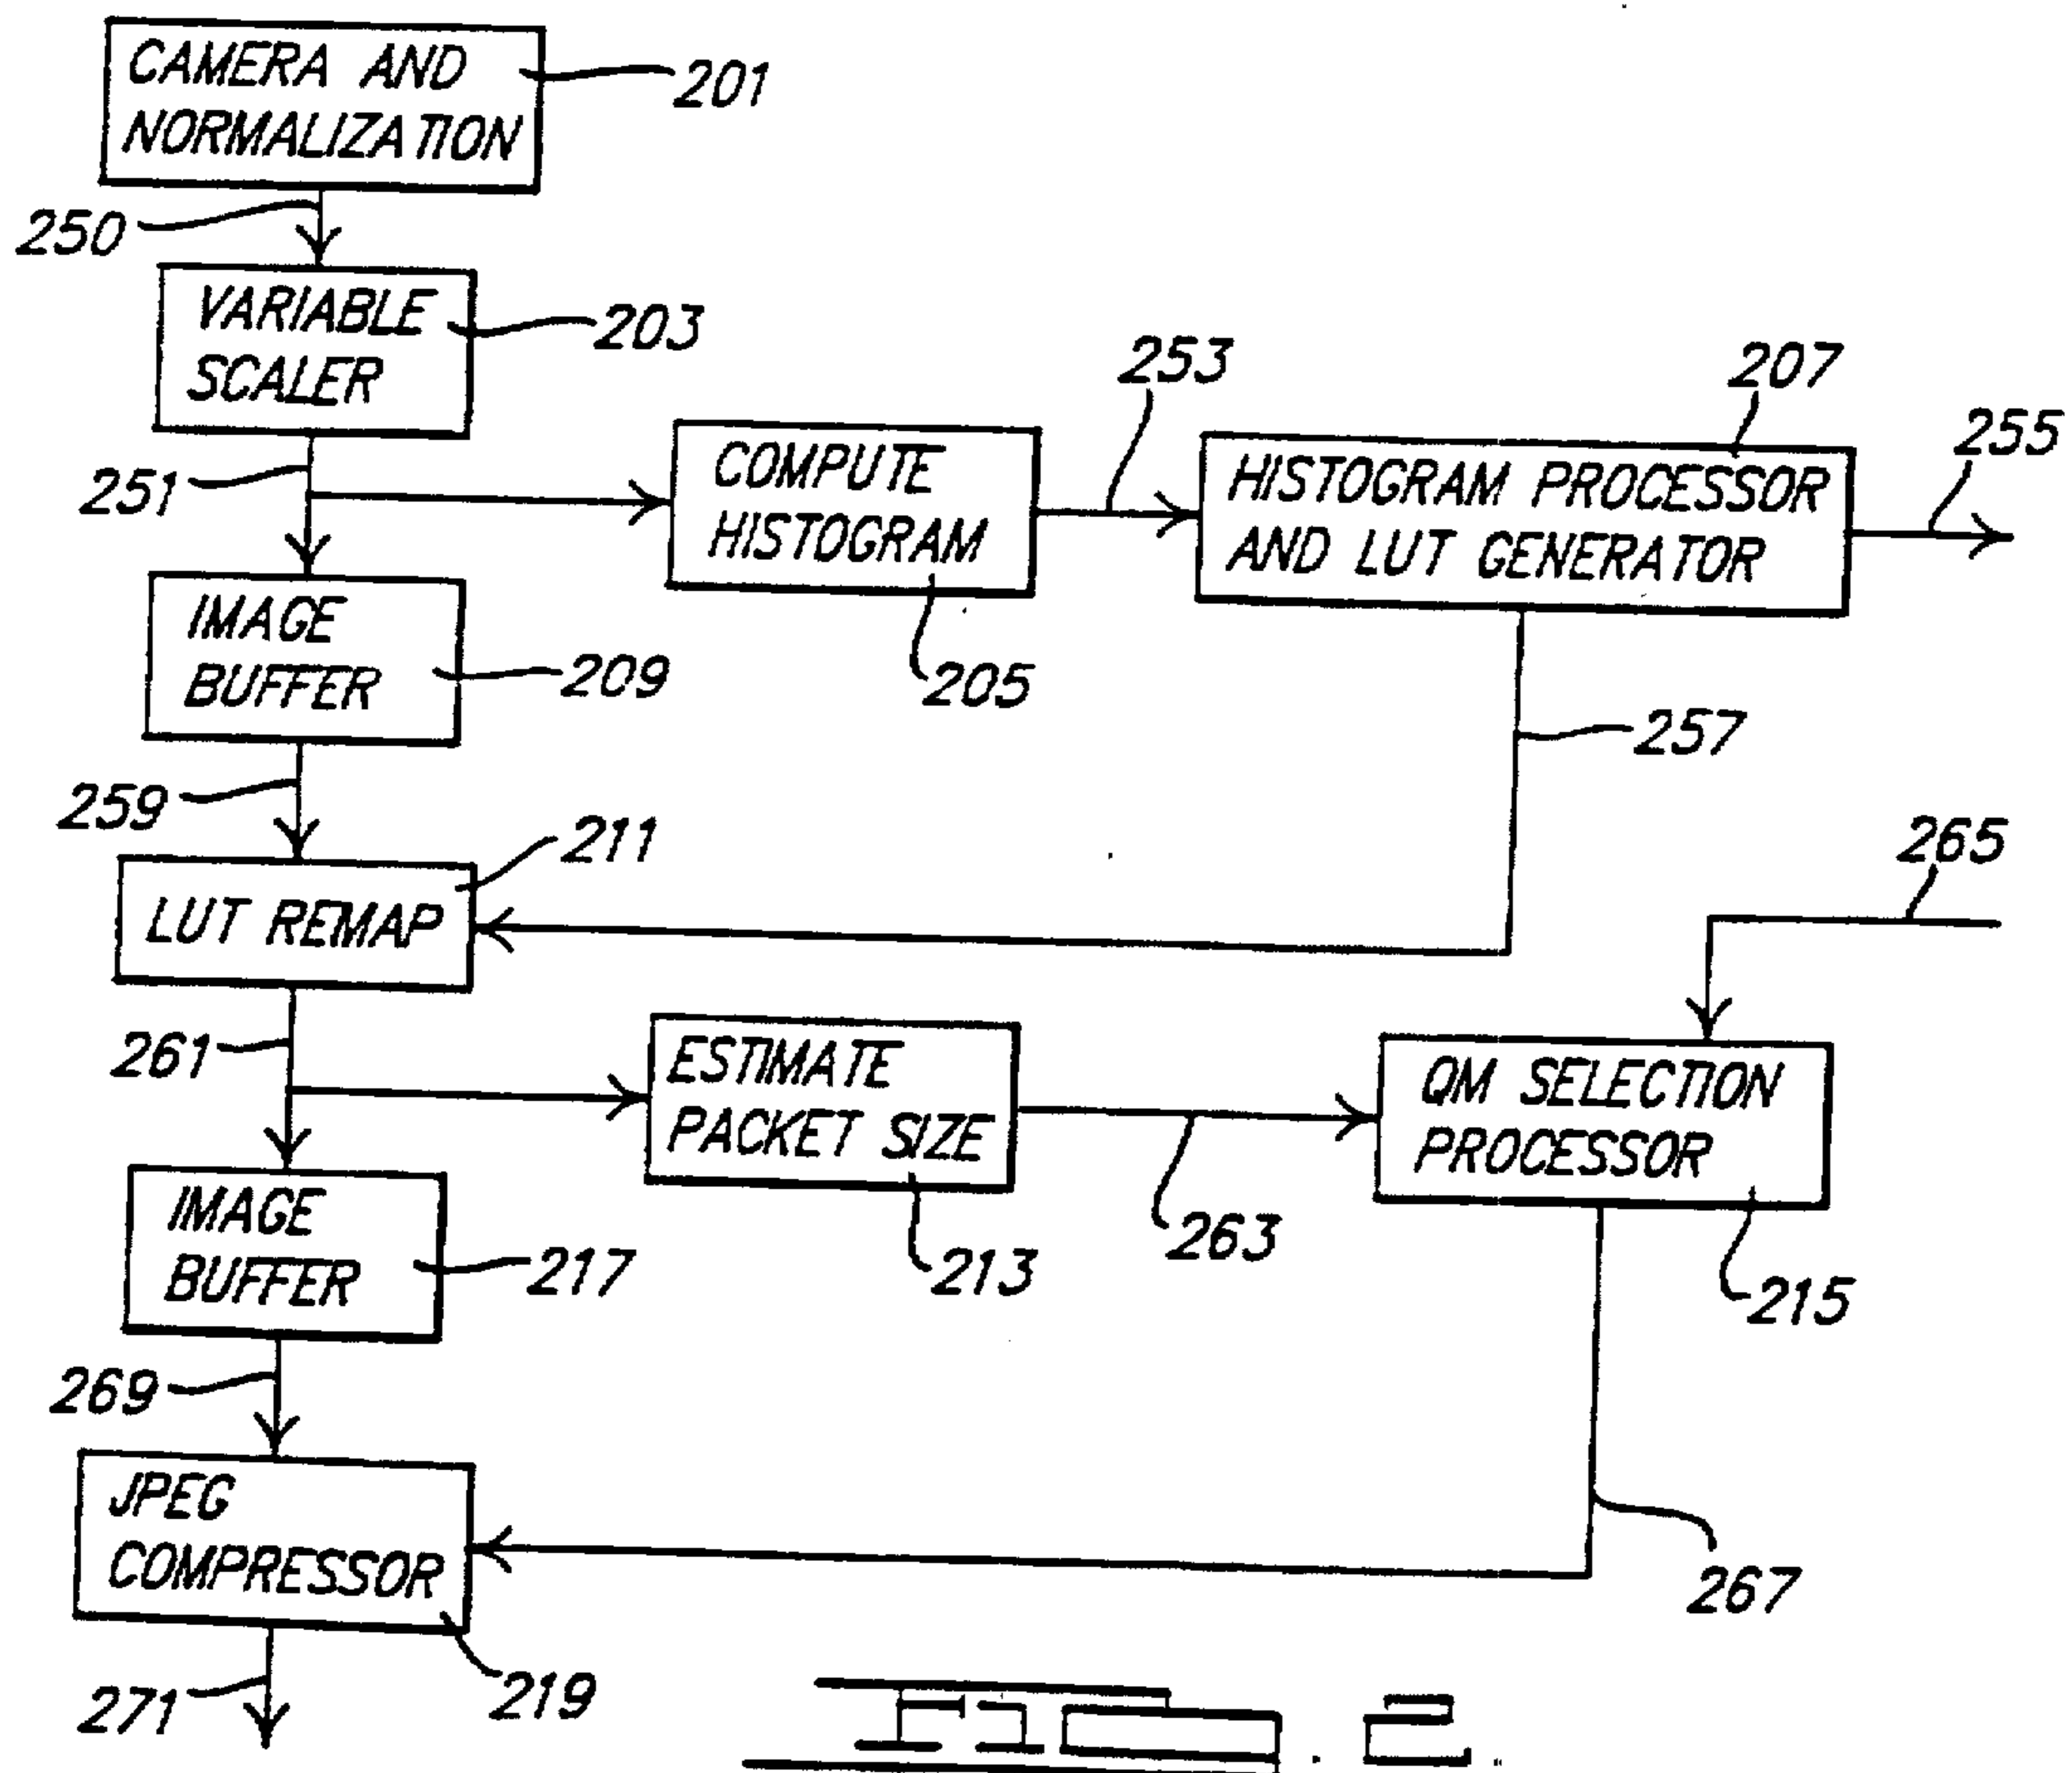 CAMERA AND
NORMALIZATION
201
250
VARIABLE
SCALER
203
253
207
255
251
COMPUTE
HISTOGRAM
HISTOGRAM PROCESSOR
AND LUT GENERATOR
IMAGE
BUFFER
209
205
257
259
211
265
LUT REMAP
261
ESTIMATE
PACKET SIZE
QM SELECTION
PROCESSOR
IMAGE
BUFFER
217
213
263
215
269
JPEG
COMPRESSOR
267
271
219
FIG. 2.